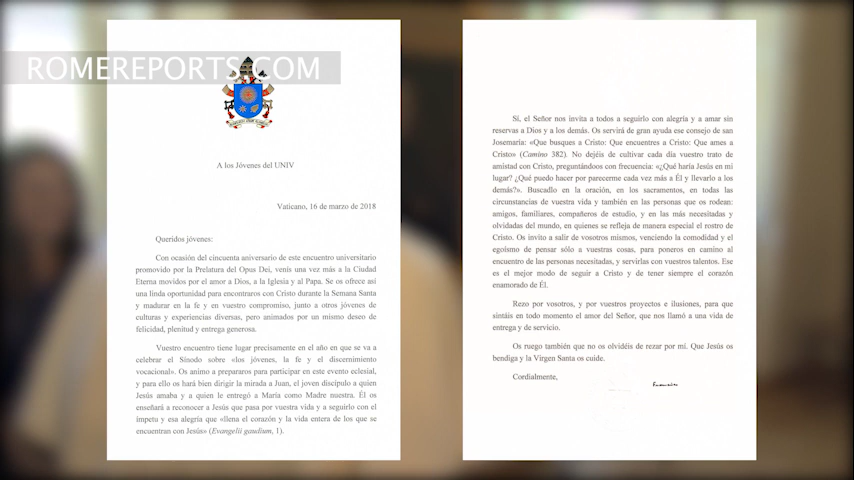 ROMEREPORTS.COM
A los Jóvenes del UNIV
Vaticano, 16 de marzo de 2018
Queridos jóvenes:
Con ocasión del cincuenta aniversario de este encuentro universitario
promovido por la Prelatura del Opus Dei, venís una vez más a la Ciudad
Eterna movidos por el amor a Dios, a la Iglesia y al Papa. Se os ofrece así
una linda oportunidad para encontraros con Cristo durante la Semana Santa
y madurar en la fe y en vuestro compromiso, junto a otros jóvenes de
culturas y experiencias diversas, pero animados por un mismo deseo de
felicidad, plenitud y entrega generosa.
Vuestro encuentro tiene lugar precisamente en el año en que se va a
celebrar el Sínodo sobre «los jóvenes, la fe y el discernimiento
vocacional». Os animo a prepararos para participar en este evento eclesial,
y para ello os hará bien dirigir la mirada a Juan, el joven discípulo a quien
Jesús amaba y a quien le entregó a María como Madre nuestra. Él os
enseñará a reconocer a Jesús que pasa por vuestra vida y a seguirlo con el
ímpetu y esa alegría que «llena el corazón y la vida entera de los que se
encuentran con Jesús» (Evangelii gaudium, 1).
Sí, el Señor nos invita a todos a seguirlo con alegría y a amar sin
reservas a Dios y a los demás. Os servirá de gran ayuda ese consejo de san
Josemaría: «Que busques a Cristo: Que encuentres a Cristo: Que ames a
Cristo» (Camino 382). No dejéis de cultivar cada día vuestro trato de
amistad con Cristo, preguntándoos con frecuencia: «¿Qué haría Jesús en mi
lugar? ¿Qué puedo hacer por parecerme cada vez más a Él y llevarlo a los
demás?». Buscadlo en la oración, en los sacramentos, en todas las
circunstancias de vuestra vida y también en las personas que os rodean:
amigos, familiares, compañeros de estudio, y en las más necesitadas y
olvidadas del mundo, en quienes se refleja de manera especial el rostro de
Cristo. Os invito a salir de vosotros mismos, venciendo la comodidad y el
egoísmo de pensar sólo a vuestras cosas, para poneros en camino al
encuentro de las personas necesitadas, y servirlas con vuestros talentos. Ese
es el mejor modo de seguir a Cristo y de tener siempre el corazón
enamorado de Él.
Rezo por vosotros, y por vuestros proyectos e ilusiones, para que
sintáis en todo momento el amor del Señor, que nos llamó a una vida de
entrega y de servicio.
Os ruego también que no os olvidéis de rezar por mí. Que Jesús os
bendiga y la Virgen Santa os cuide.
Cordialmente,
Franciscus